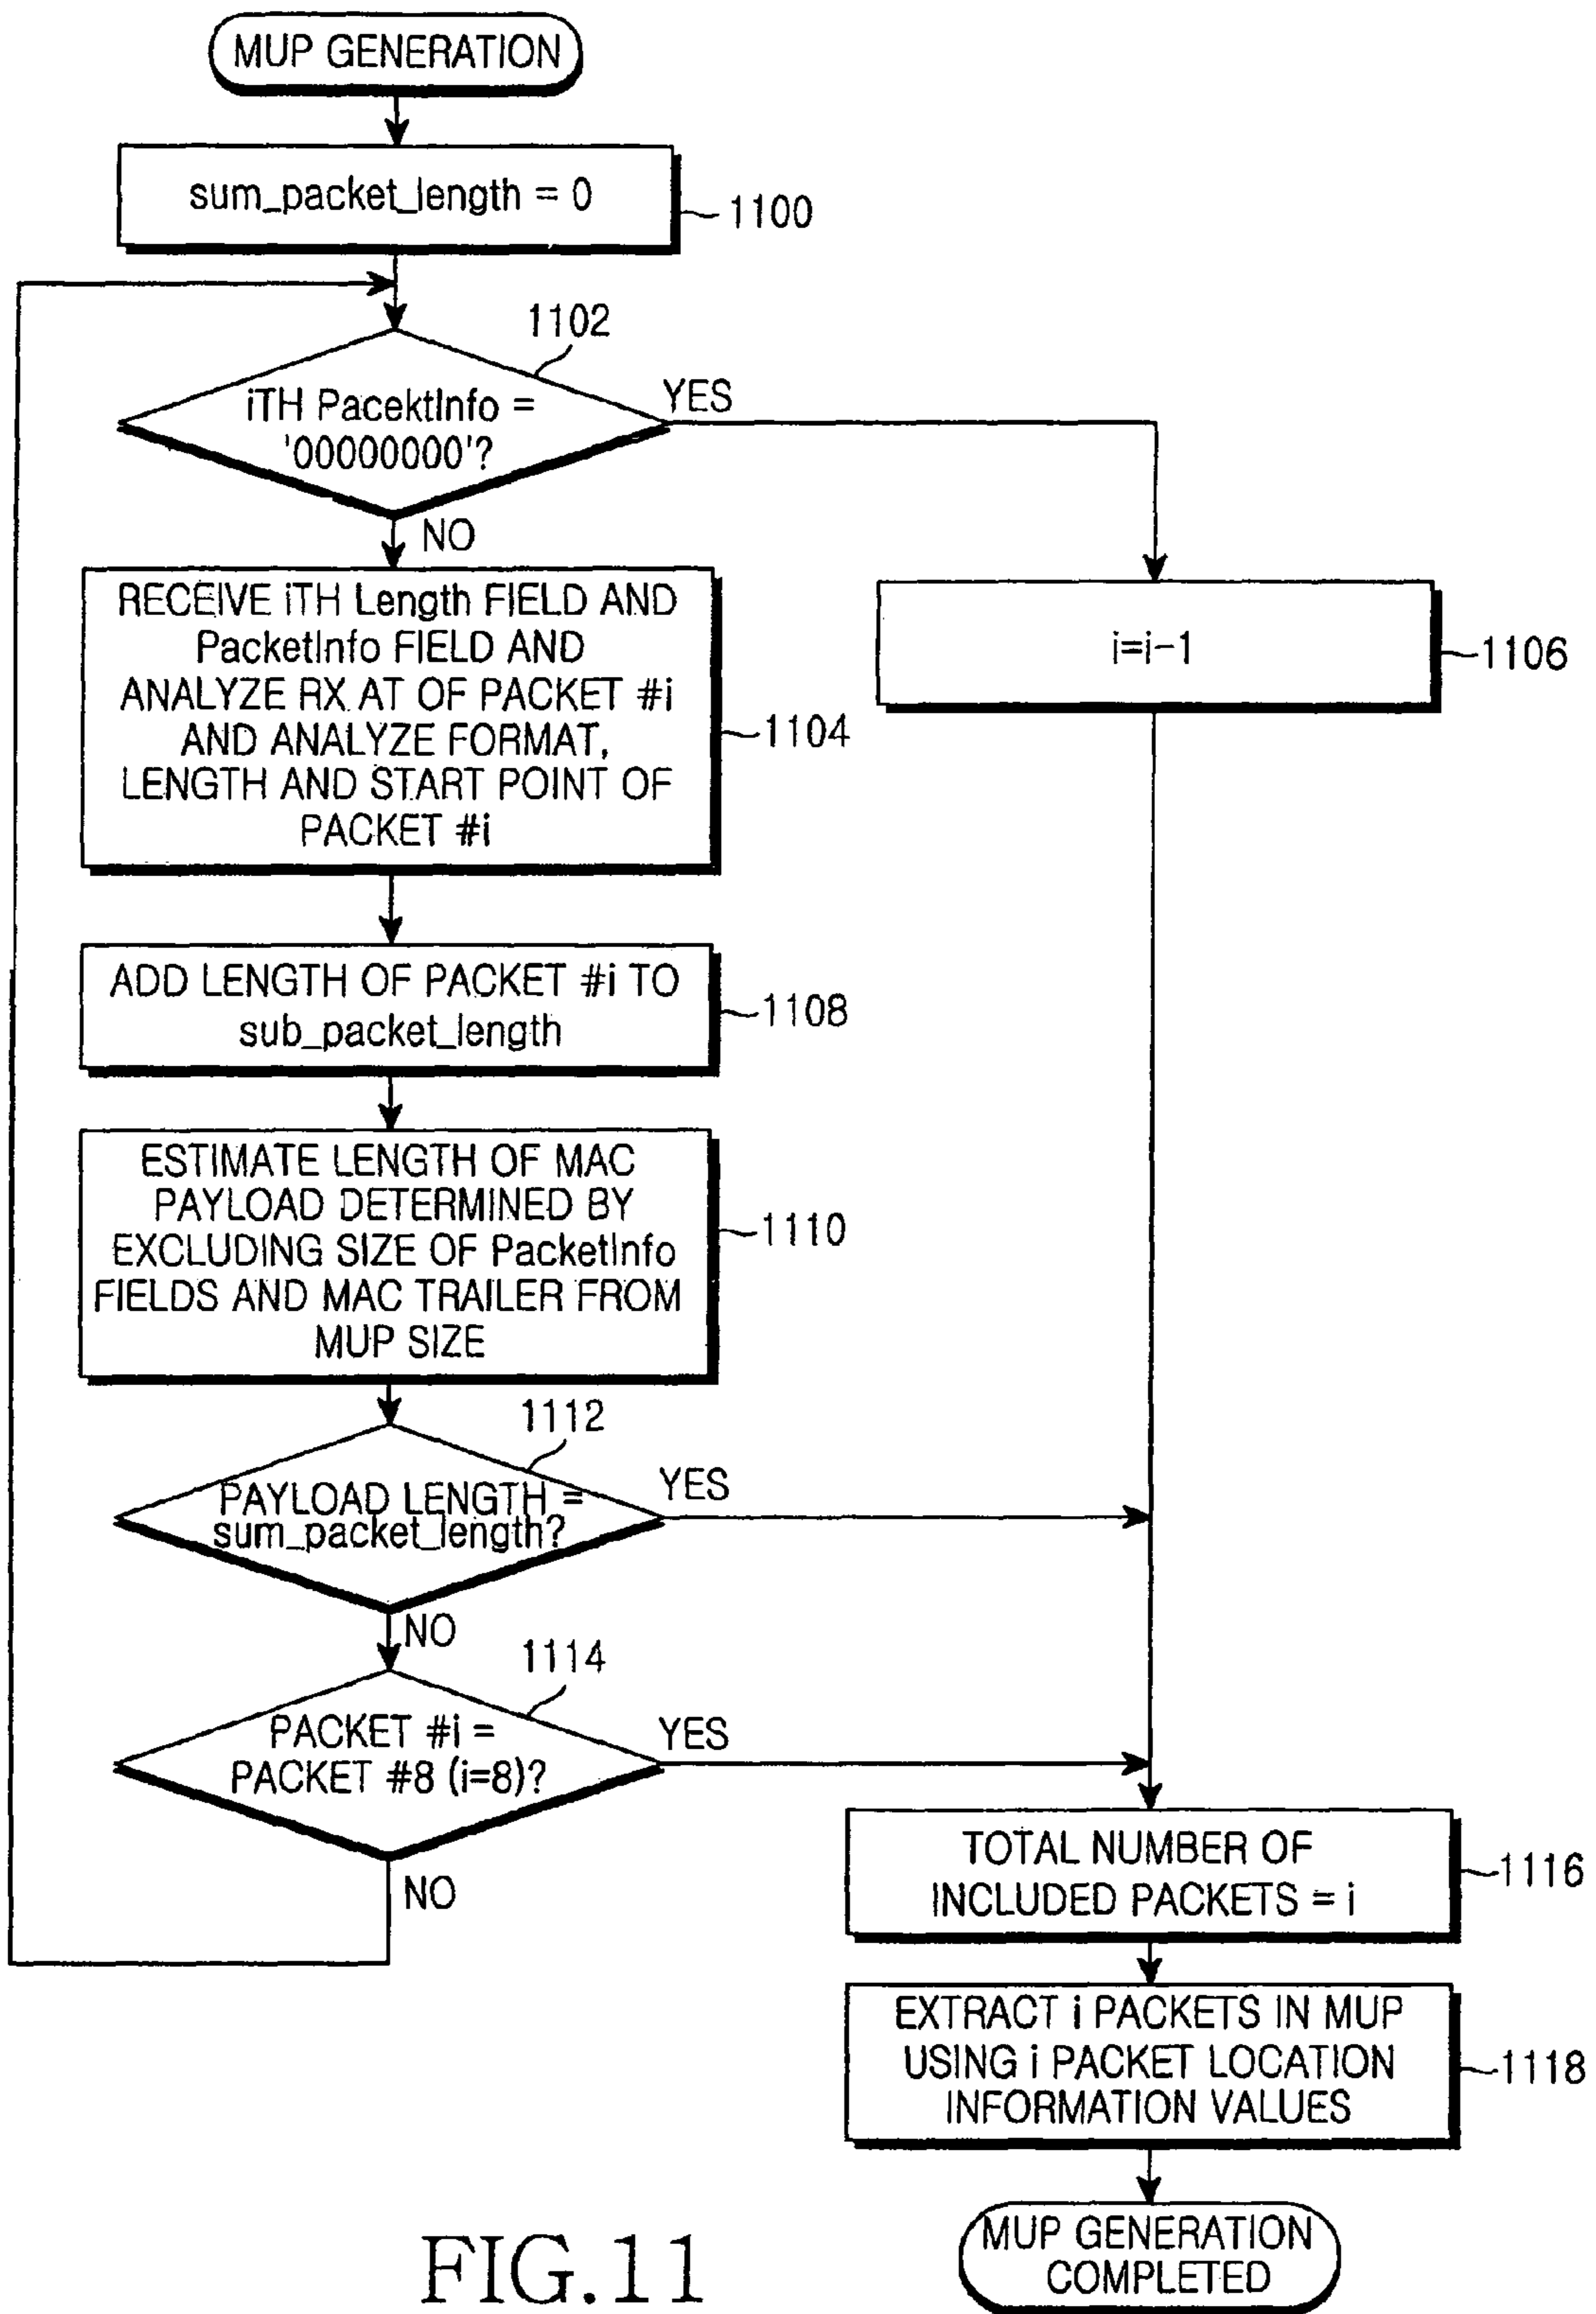 MUP GENERATION
sum_packet_length = 0
1100
1102
iTH PacektInfo =
'00000000'?
YES
NO
RECEIVE iTH Length FIELD AND
PacketInfo FIELD AND
ANALYZE RX AT OF PACKET #i
AND ANALYZE FORMAT,
LENGTH AND START POINT OF
PACKET #i
1104
i=i-1
1106
ADD LENGTH OF PACKET #i TO
sub_packet_length
1108
ESTIMATE LENGTH OF MAC
PAYLOAD DETERMINED BY
EXCLUDING SIZE OF PacketInfo
FIELDS AND MAC TRAILER FROM
MUP SIZE
1110
1112
PAYLOAD LENGTH =
sum_packet_length?
YES
NO
1114
PACKET #i =
PACKET #8 (i=8)?
YES
NO
TOTAL NUMBER OF
INCLUDED PACKETS = i
1116
EXTRACT i PACKETS IN MUP
USING i PACKET LOCATION
INFORMATION VALUES
1118
MUP GENERATION
COMPLETED
FIG.11